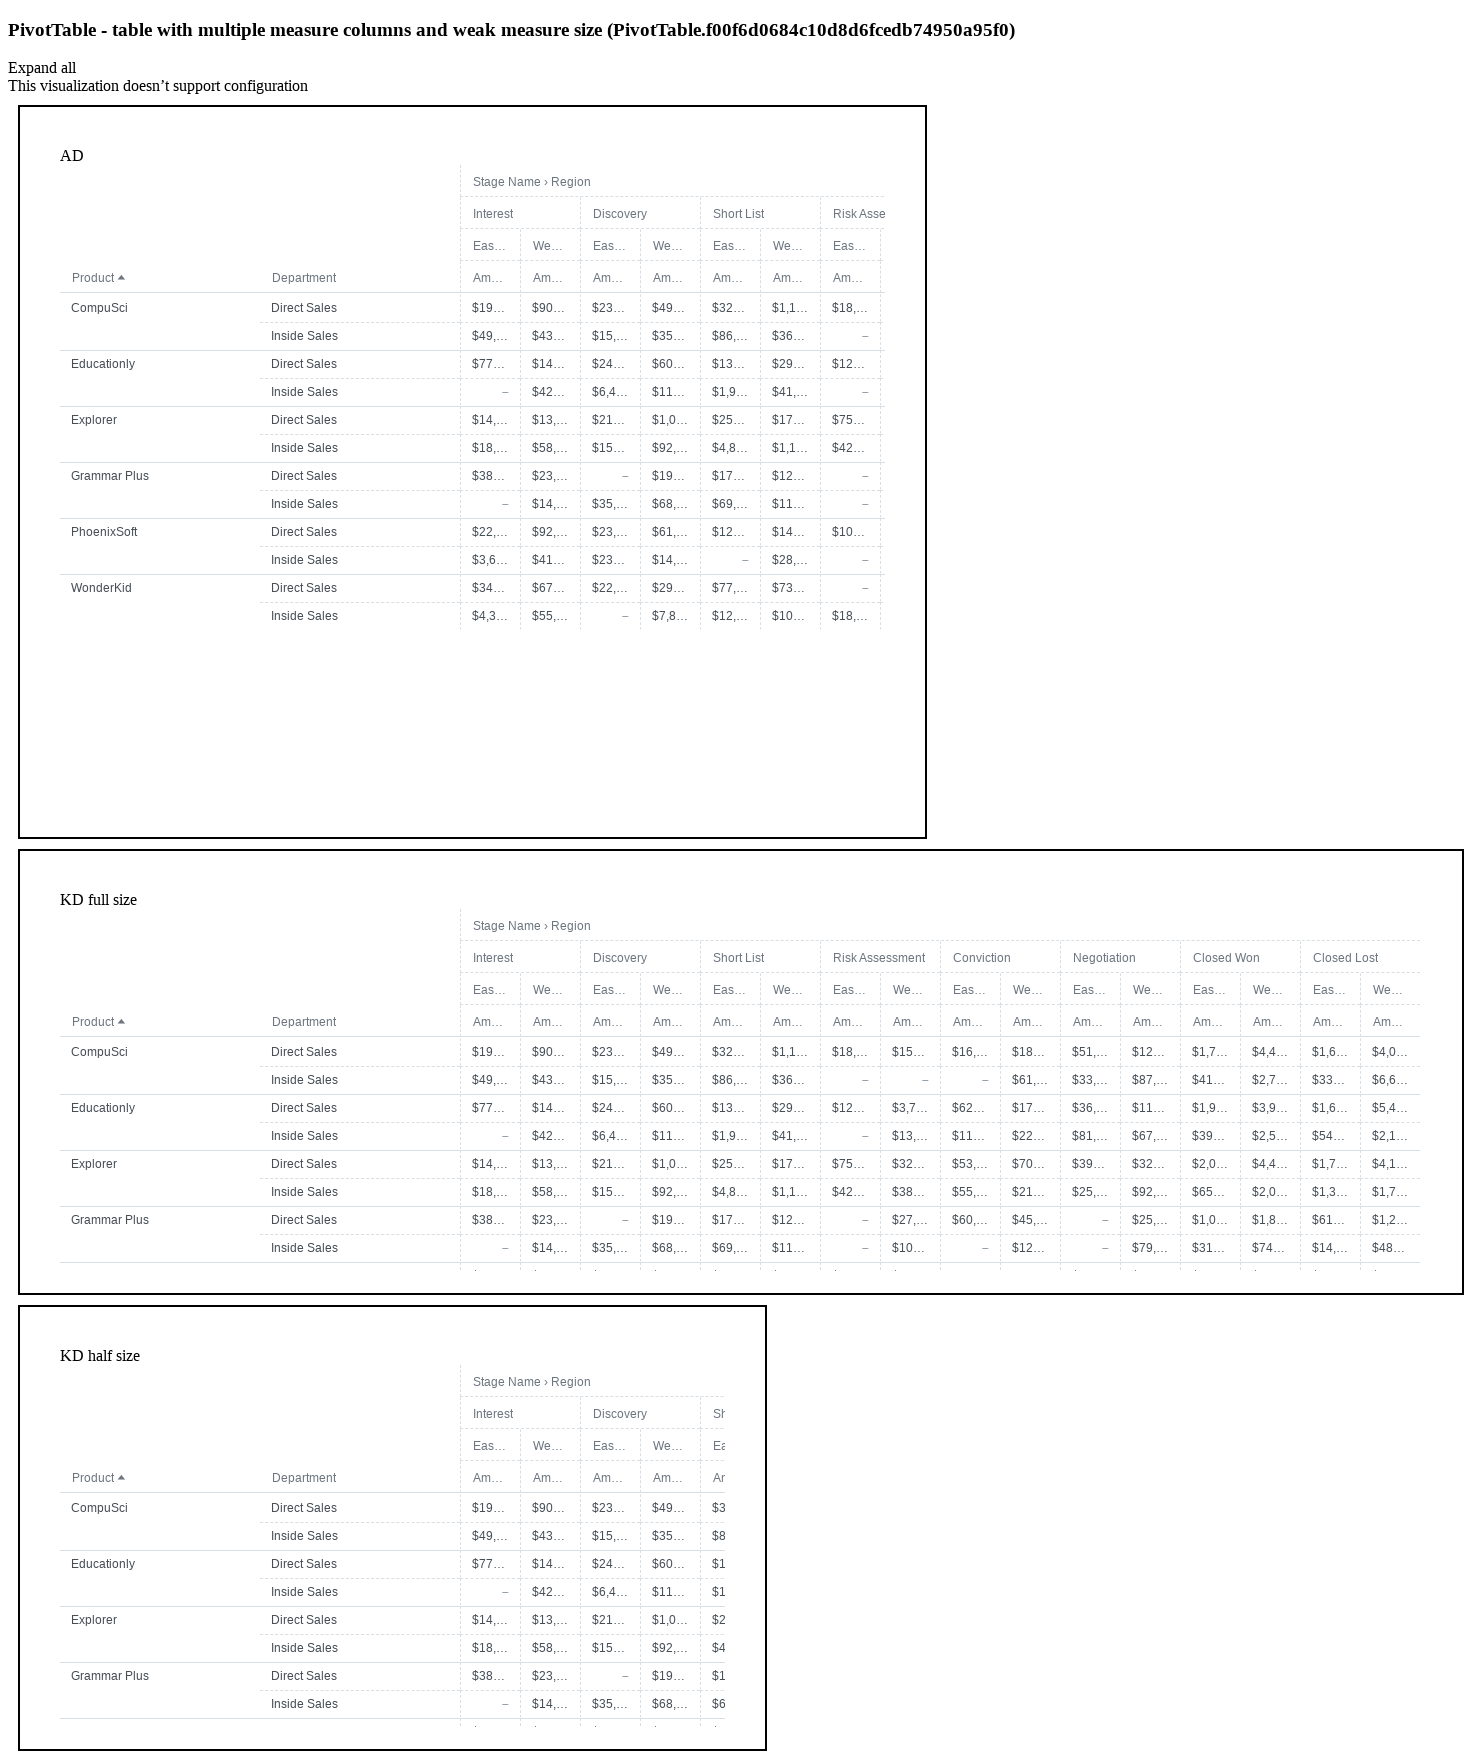 PivotTable - table with multiple measure columns and weak measure size (PivotTable.f00f6d0684c10d8d6fcedb74950a95f0)
Expand all
This visualization doesn’t support configuration
AD
Stage Name › Region
Interest Discovery Short List Risk Asse
Eas… We… Eas… We… Eas… We… Eas…
Product Department Am… Am… Am… Am… Am… Am… Am…
CompuSci Direct Sales $19… $90… $23… $49… $32… $1,1… $18,…
Inside Sales $49,… $43… $15,… $35… $86,… $36… –
Educationly Direct Sales $77… $14… $24… $60… $13… $29… $12…
Inside Sales – $42… $6,4… $11… $1,9… $41,… –
Explorer Direct Sales $14,… $13,… $21… $1,0… $25… $17… $75…
Inside Sales $18,… $58,… $15… $92,… $4,8… $1,1… $42…
Grammar Plus Direct Sales $38… $23,… – $19… $17… $12… –
Inside Sales – $14,… $35,… $68,… $69,… $11… –
PhoenixSoft Direct Sales $22,… $92,… $23,… $61,… $12… $14… $10…
Inside Sales $3,6… $41… $23… $14,… – $28,… –
WonderKid Direct Sales $34… $67… $22,… $29… $77,… $73… –
Inside Sales $4,3… $55,… – $7,8… $12,… $10… $18,…
KD full size
Stage Name › Region
Interest Discovery Short List Risk Assessment Conviction Negotiation Closed Won Closed Lost
Eas… We… Eas… We… Eas… We… Eas… We… Eas… We… Eas… We… Eas… We… Eas… We…
Product Department Am… Am… Am… Am… Am… Am… Am… Am… Am… Am… Am… Am… Am… Am… Am… Am…
CompuSci Direct Sales $19… $90… $23… $49… $32… $1,1… $18,… $15… $16,… $18… $51,… $12… $1,7… $4,4… $1,6… $4,0…
Inside Sales $49,… $43… $15,… $35… $86,… $36… – – – $61,… $33,… $87,… $41… $2,7… $33… $6,6…
Educationly Direct Sales $77… $14… $24… $60… $13… $29… $12… $3,7… $62… $17… $36,… $11… $1,9… $3,9… $1,6… $5,4…
Inside Sales – $42… $6,4… $11… $1,9… $41,… – $13,… $11… $22… $81,… $67,… $39… $2,5… $54… $2,1…
Explorer Direct Sales $14,… $13,… $21… $1,0… $25… $17… $75… $32… $53,… $70… $39… $32… $2,0… $4,4… $1,7… $4,1…
Inside Sales $18,… $58,… $15… $92,… $4,8… $1,1… $42… $38… $55,… $21… $25,… $92,… $65… $2,0… $1,3… $1,7…
Grammar Plus Direct Sales $38… $23,… – $19… $17… $12… – $27,… $60,… $45,… – $25,… $1,0… $1,8… $61… $1,2…
Inside Sales – $14,… $35,… $68,… $69,… $11… – $10… – $12… – $79,… $31… $74… $14,… $48…
KD half size
Stage Name › Region
Interest Discovery Sh
Eas… We… Eas… We… Ea
Product Department Am… Am… Am… Am… Am
CompuSci Direct Sales $19… $90… $23… $49… $3
Inside Sales $49,… $43… $15,… $35… $8
Educationly Direct Sales $77… $14… $24… $60… $1
Inside Sales – $42… $6,4… $11… $1
Explorer Direct Sales $14,… $13,… $21… $1,0… $2
Inside Sales $18,… $58,… $15… $92,… $4
Grammar Plus Direct Sales $38… $23,… – $19… $1
Inside Sales – $14,… $35,… $68,… $6